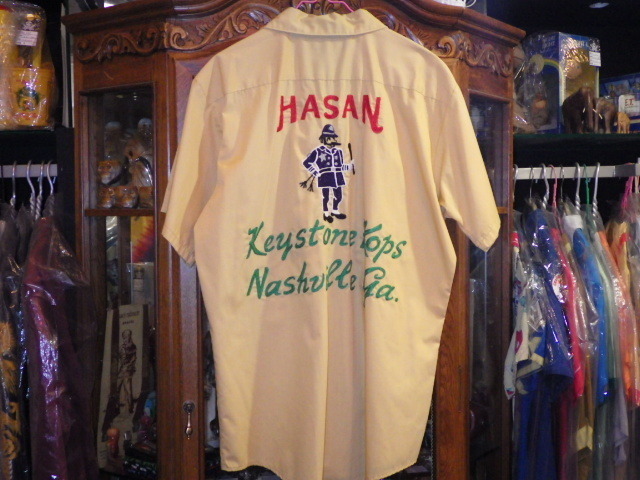 HASAN
Keystone Kops
Nashville Ga.